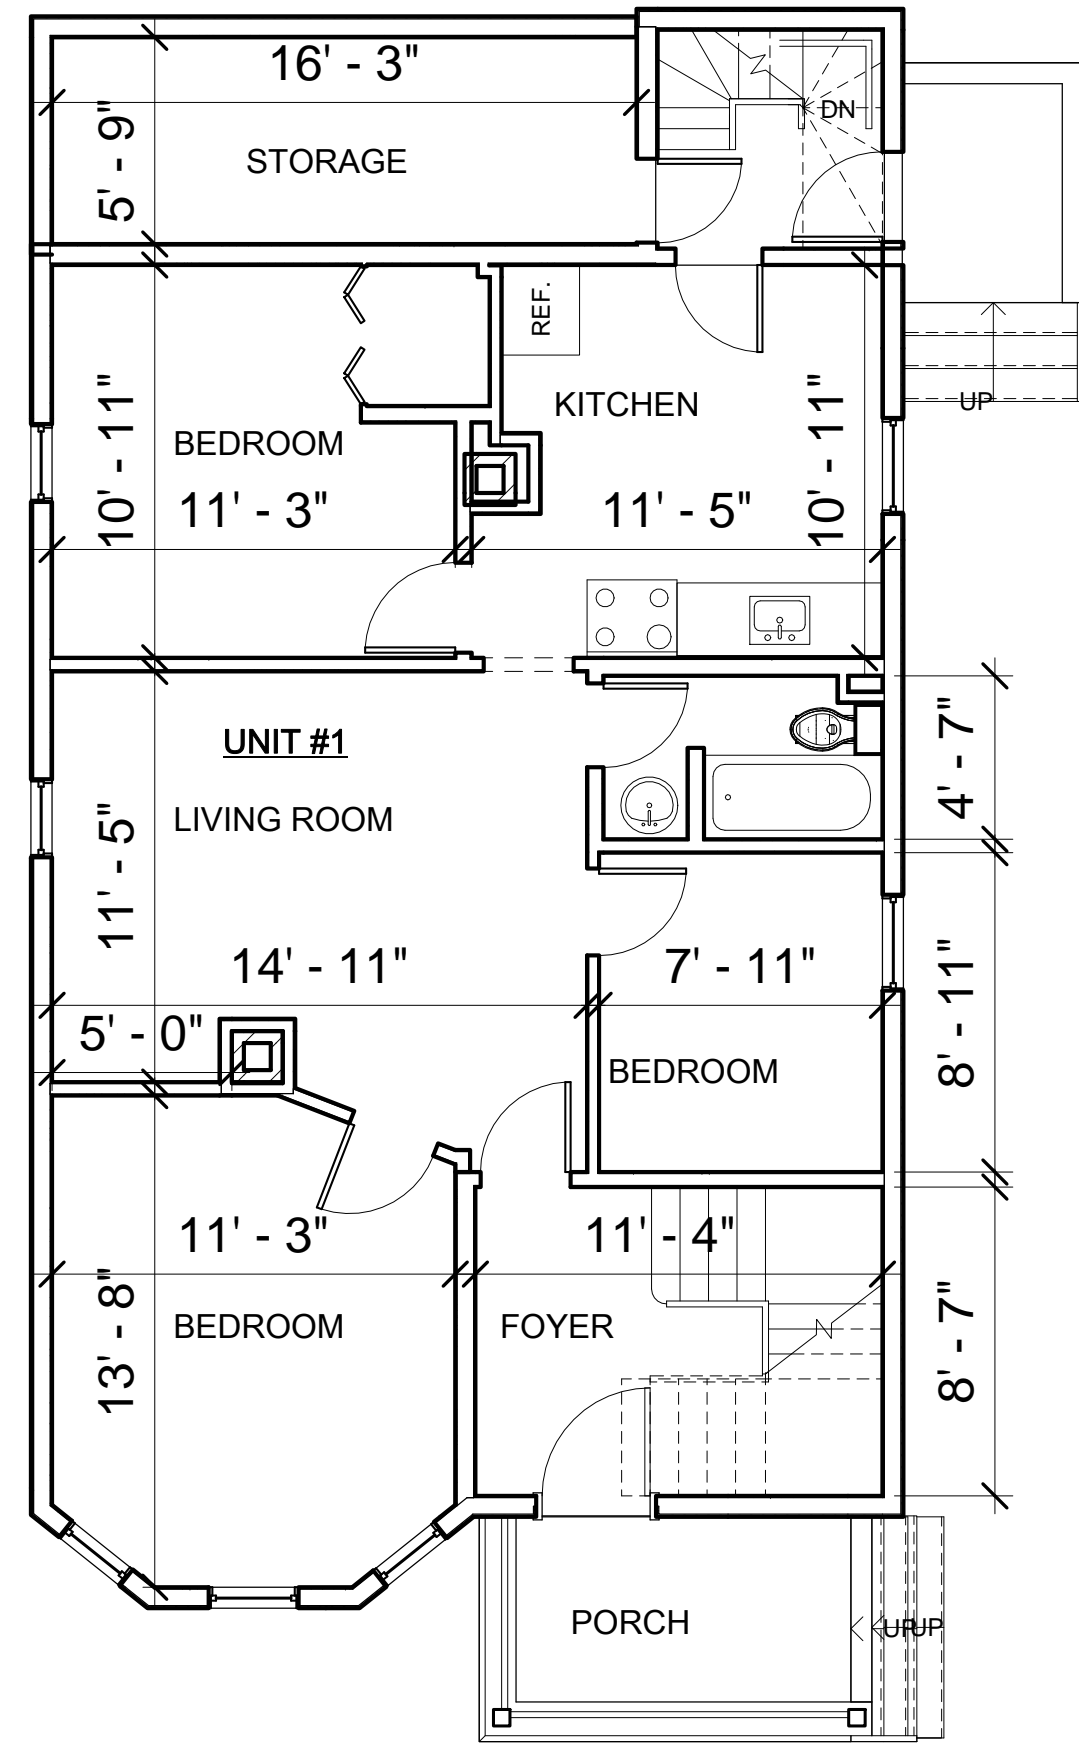 16' - 3"
5' - 9"
DN
STORAGE
REF.
KITCHEN
UP
BEDROOM
10' - 11"
10' - 11"
11' - 3"
11' - 5"
UNIT #1
4' - 7"
LIVING ROOM
11' - 5"
14' - 11"
7' - 11"
8' - 11"
5' - 0"
BEDROOM
11' - 3"
11' - 4"
13' - 8"
BEDROOM
FOYER
8' - 7"
PORCH
UP
UP